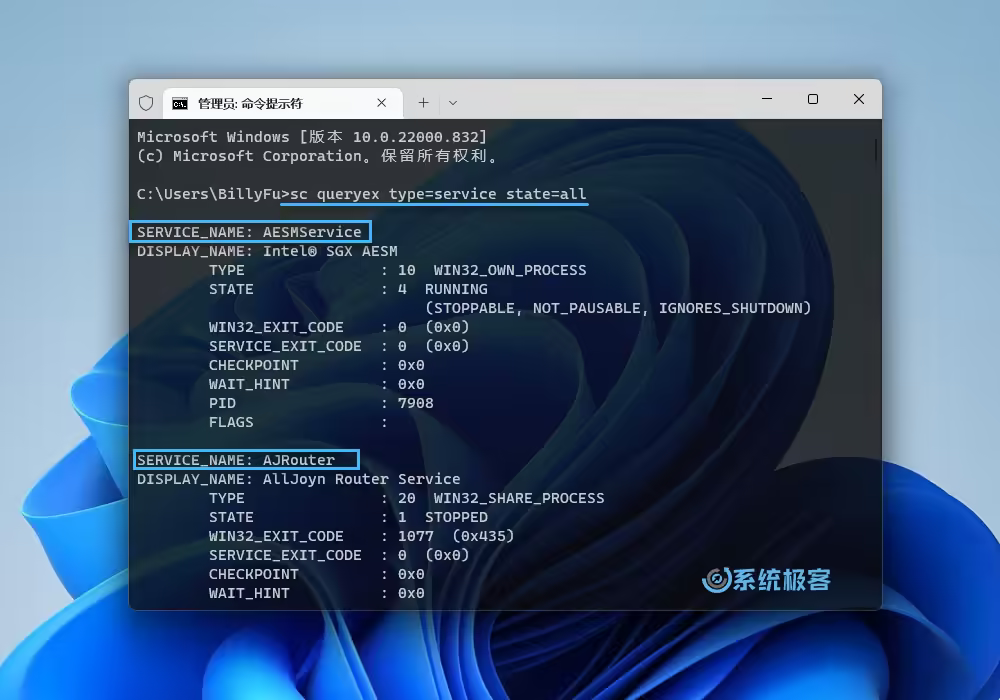 管理员: 命令提示符
Microsoft Windows [版本 10.0.22000.832]
(c) Microsoft Corporation。保留所有权利。
C:\Users\BillyFu>sc queryex type=service state=all
SERVICE_NAME: AESMService
DISPLAY_NAME: Intel® SGX AESM
TYPE : 10 WIN32_OWN_PROCESS
STATE : 4 RUNNING
(STOPPABLE, NOT_PAUSABLE, IGNORES_SHUTDOWN)
WIN32_EXIT_CODE : 0 (0x0)
SERVICE_EXIT_CODE : 0 (0x0)
CHECKPOINT : 0x0
WAIT_HINT : 0x0
PID : 7908
FLAGS :
SERVICE_NAME: AJRouter
DISPLAY_NAME: AllJoyn Router Service
TYPE : 20 WIN32_SHARE_PROCESS
STATE : 1 STOPPED
WIN32_EXIT_CODE : 1077 (0x435)
SERVICE_EXIT_CODE : 0 (0x0)
CHECKPOINT : 0x0
WAIT_HINT : 0x0
系统极客